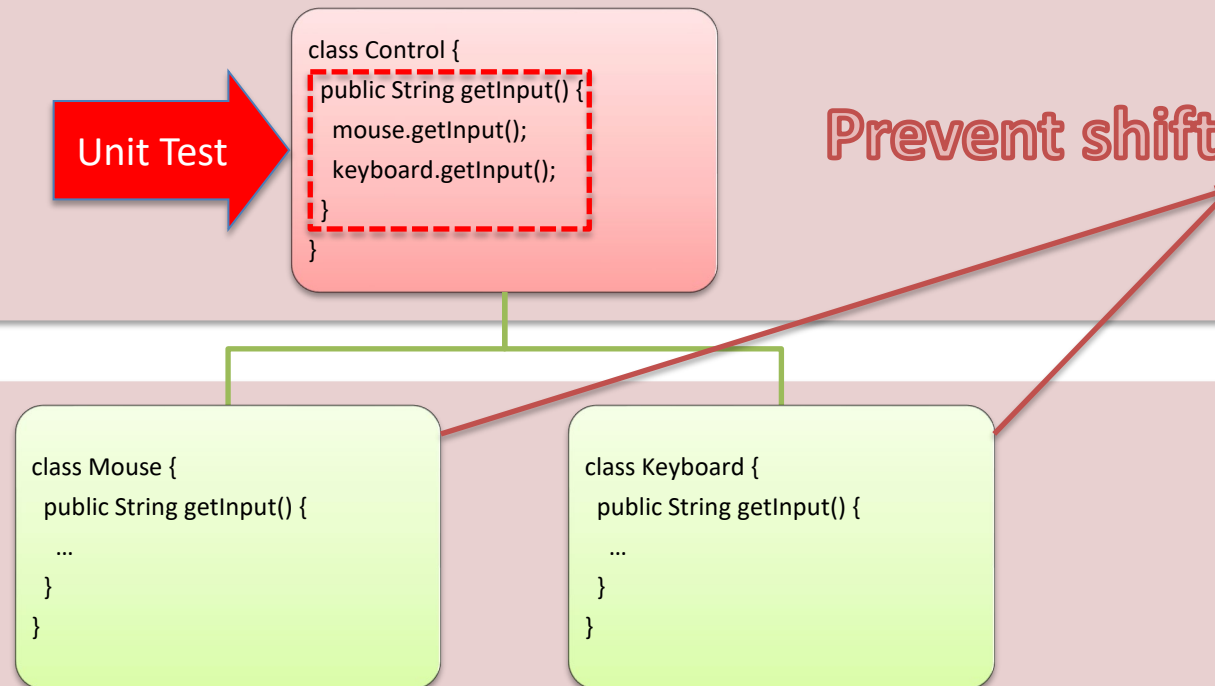 class Control {
public String getInput() {
mouse.getInput();
keyboard.getInput();
}
}
Unit Test
Prevent shift
class Mouse {
public String getInput() {
…
}
}
class Keyboard {
public String getInput() {
…
}
}